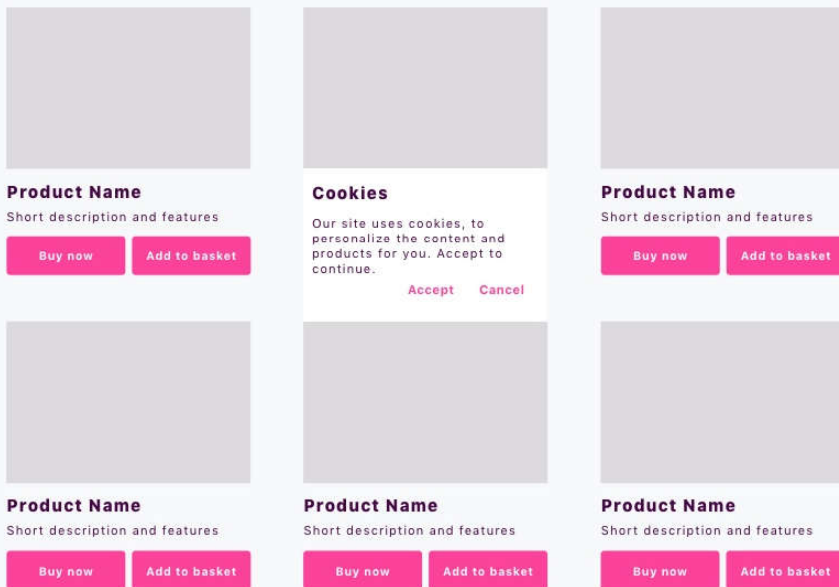 Product Name
Short description and features
Buy now
Add to basket
Cookies
Our site uses cookies, to
personalize the content and
products for you. Accept to
continue.
Accept
Cancel
Product Name
Short description and features
Buy now
Add to basket
Product Name
Short description and features
Buy now
Add to basket
Product Name
Short description and features
Buy now
Add to basket
Product Name
Short description and features
Buy now
Add to basket